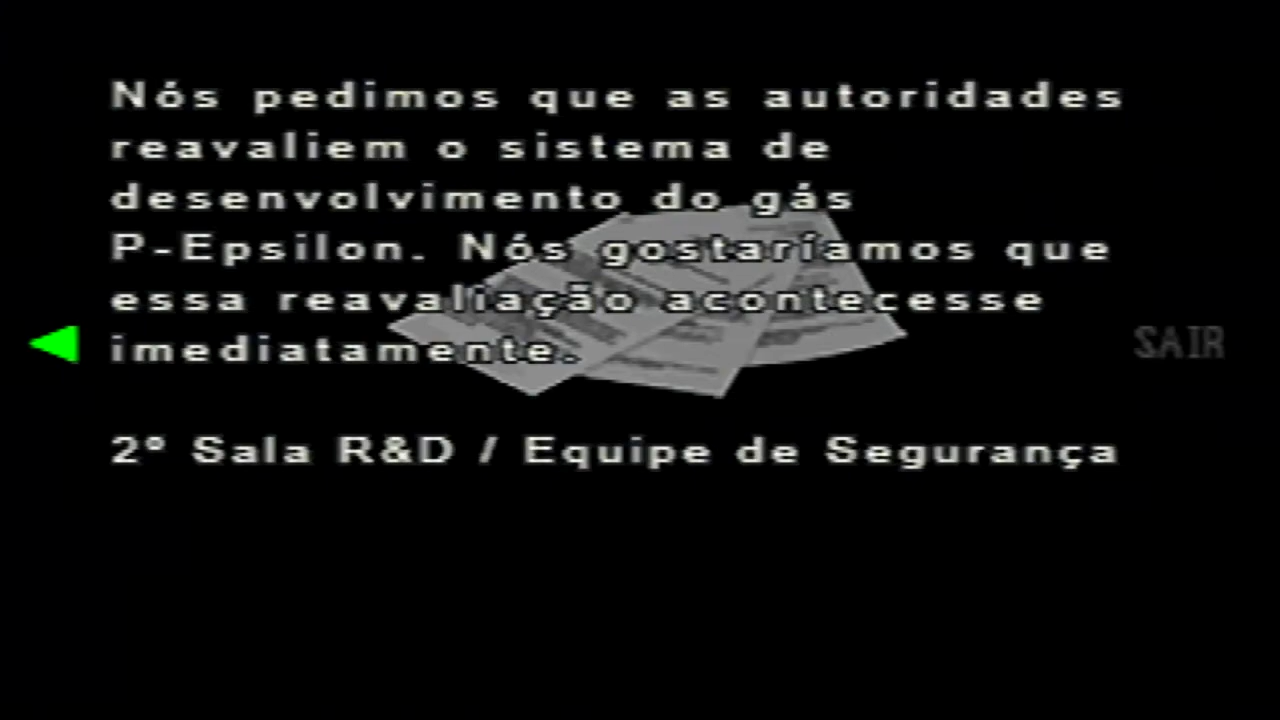 Nós pedimos que as autoridades
reavaliem o sistema de
desenvolvimento do gás
P-Epsilon. Nós gostaríamos que
essa reavaliação acontecesse
imediatamente.
SAIR
2º Sala R&D / Equipe de Segurança